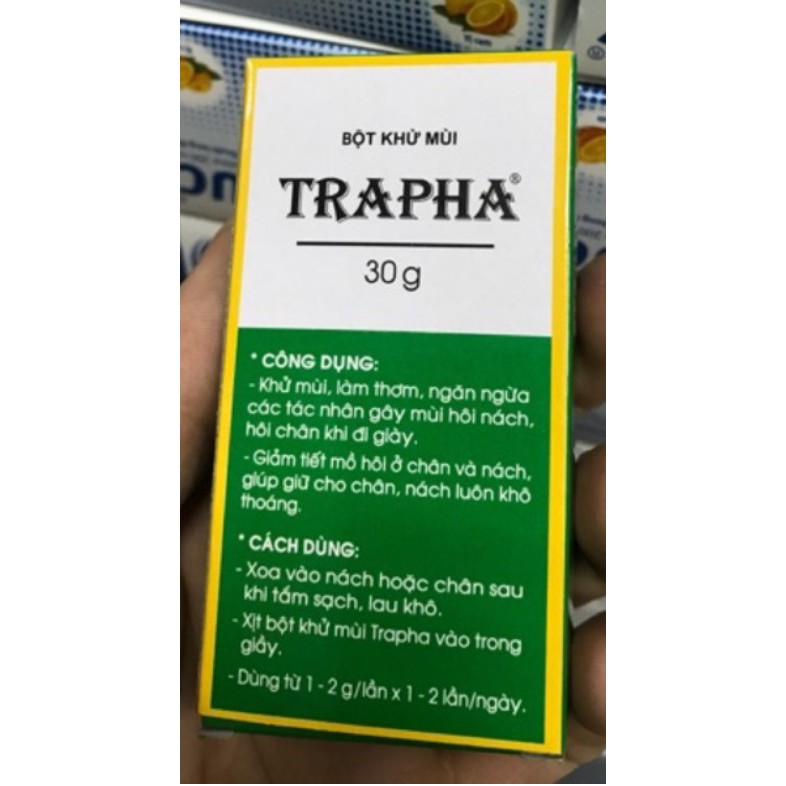 BỘT KHỬ MÙI
TRAPHA®
30 g
* CÔNG DỤNG:
- Khử mùi, làm thơm, ngăn ngừa
các tác nhân gây mùi hôi nách,
hôi chân khi đi giày.
- Giảm tiết mồ hôi ở chân và nách,
giúp giữ cho chân, nách luôn khô
thoáng.
* CÁCH DÙNG:
- Xoa vào nách hoặc chân sau
khi tắm sạch, lau khô.
- Xịt bột khử mùi Trapha vào trong
giầy.
- Dùng từ 1 - 2 g/lần x 1 - 2 lần/ngày.